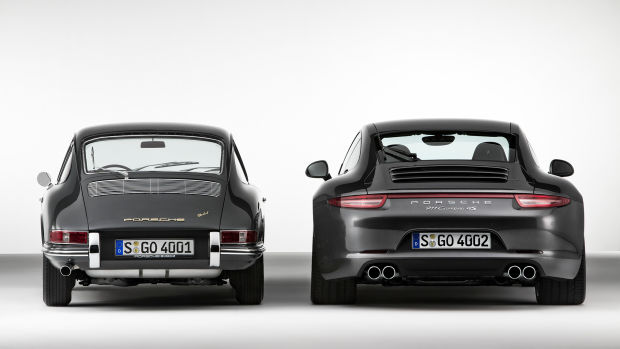 PORSCHE
S GO 4001
PORSCHE
911 Carrera 4S
S GO 4002